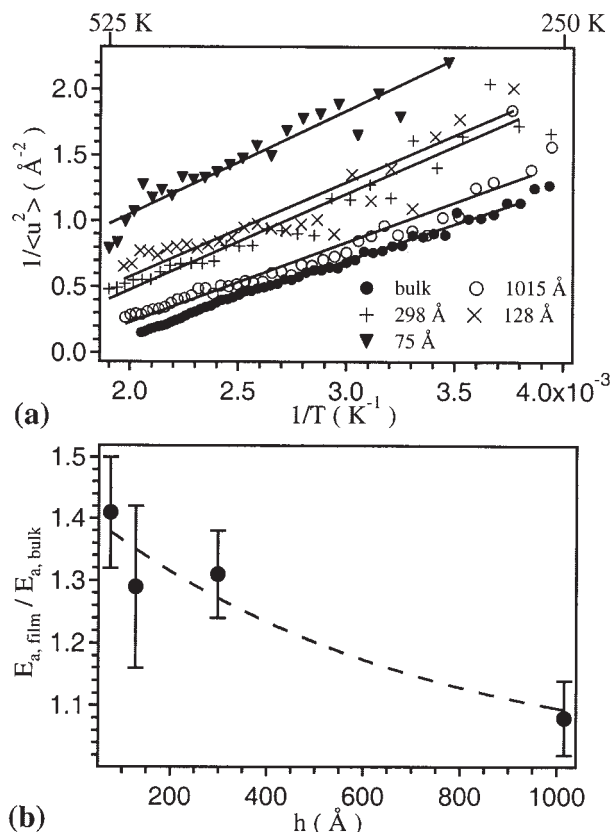 525 K 250 K
2.0
1.5
1.0
0.5
0.0
1/<u²> ( Å⁻² )
bulk 1015 Å
298 Å 128 Å
75 Å
2.0 2.5 3.0 3.5 4.0x10⁻³
(a) 1/T ( K⁻¹ )
1.5
1.4
1.3
1.2
1.1
Eₐ, film / Eₐ, bulk
200 400 600 800 1000
(b) h ( Å )